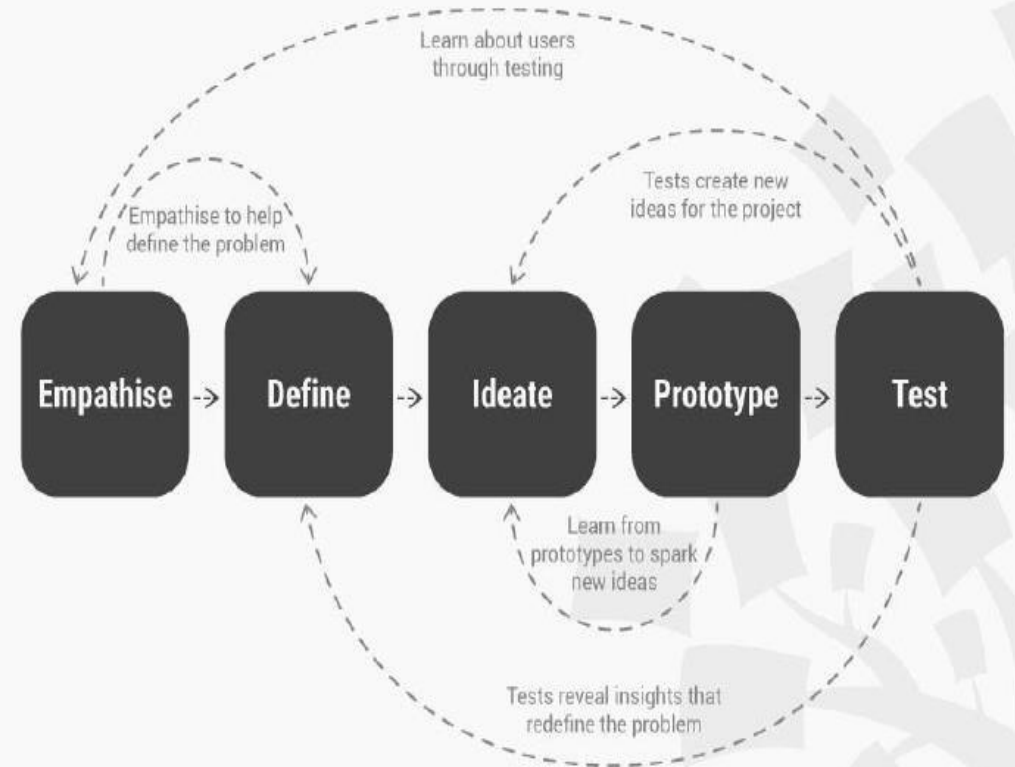 Learn about users
through testing
Tests create new
ideas for the project
Empathise to help
define the problem
Empathise
Define
Ideate
Prototype
Test
Learn from
prototypes to spark
new ideas
Tests reveal insights that
redefine the problem